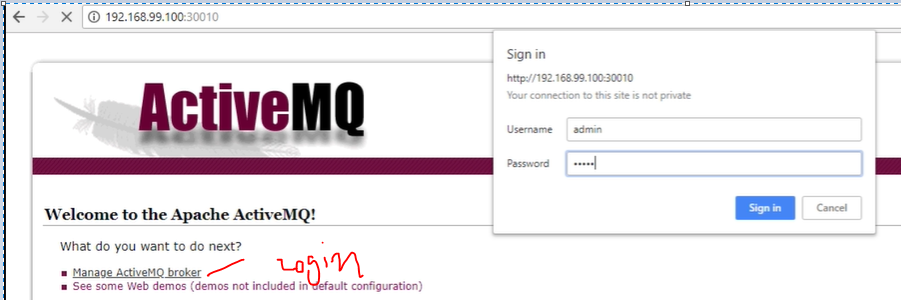 192.168.99.100:30010
Sign in
http://192.168.99.100:30010
Your connection to this site is not private
Username admin
Password •••••
Sign in Cancel
ActiveMQ
Welcome to the Apache ActiveMQ!
What do you want to do next?
Manage ActiveMQ broker
Login
See some Web demos (demos not included in default configuration)